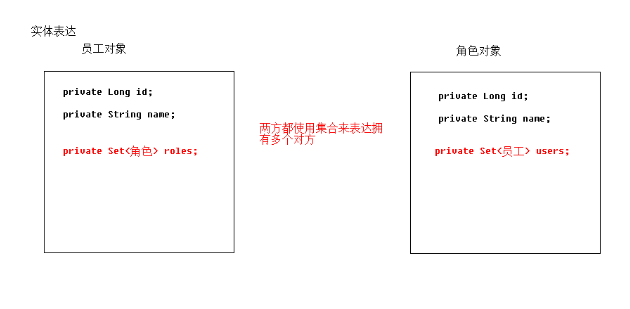 实体表达
员工对象
角色对象
private Long id;
private String name;
private Set<角色> roles;
两方都使用集合来表达拥
有多个对方
private Long id;
private String name;
private Set<员工> users;